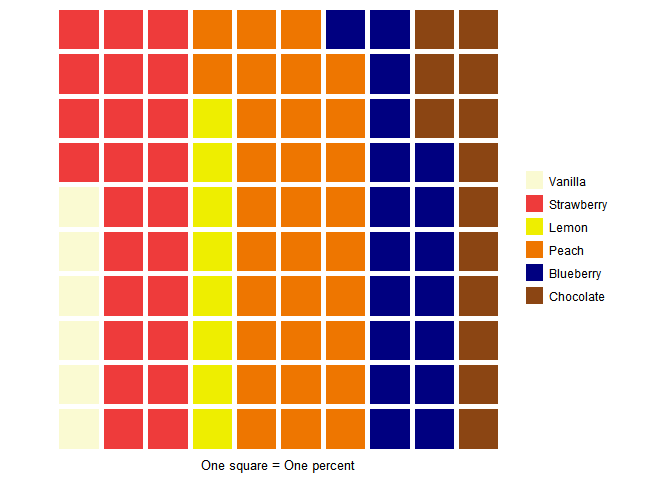 Vanilla
Strawberry
Lemon
Peach
Blueberry
Chocolate
One square = One percent